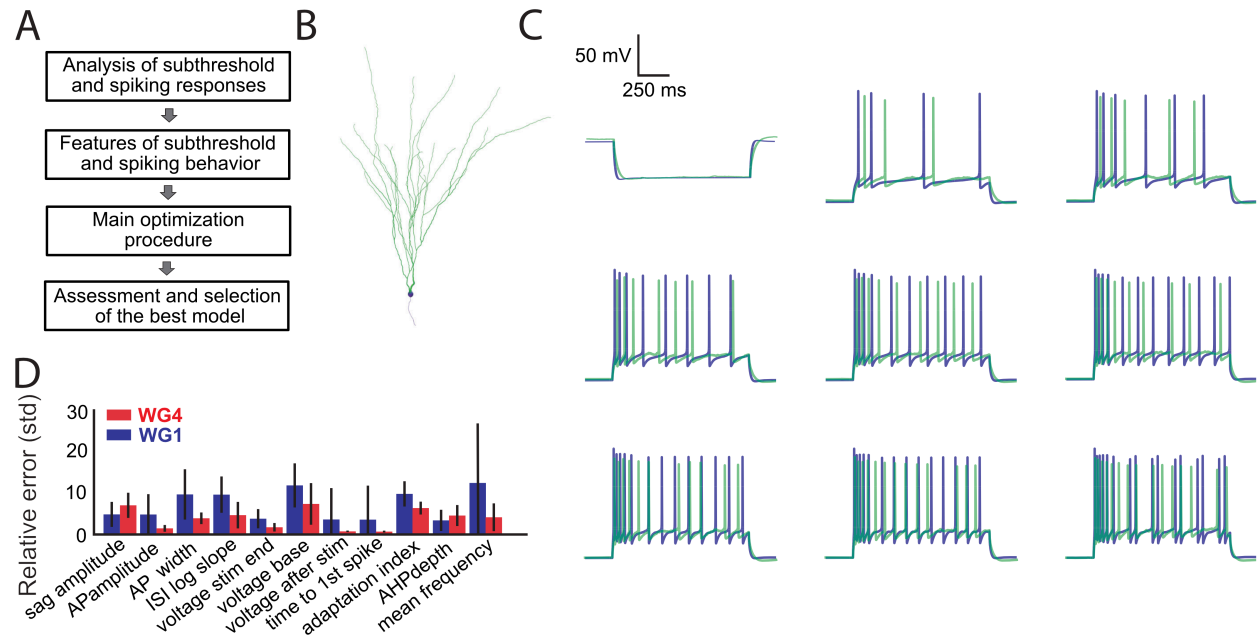 A
B
C
Analysis of subthreshold
and spiking responses
Features of subthreshold
and spiking behavior
Main optimization
procedure
Assessment and selection
of the best model
50 mV
250 ms
D
Relative error (std)
30
20
10
0
WG4
WG1
sag amplitude
APamplitude
AP width
ISI log slope
voltage stim end
voltage base
voltage after stim
time to 1st spike
adaptation index
AHPdepth
mean frequency